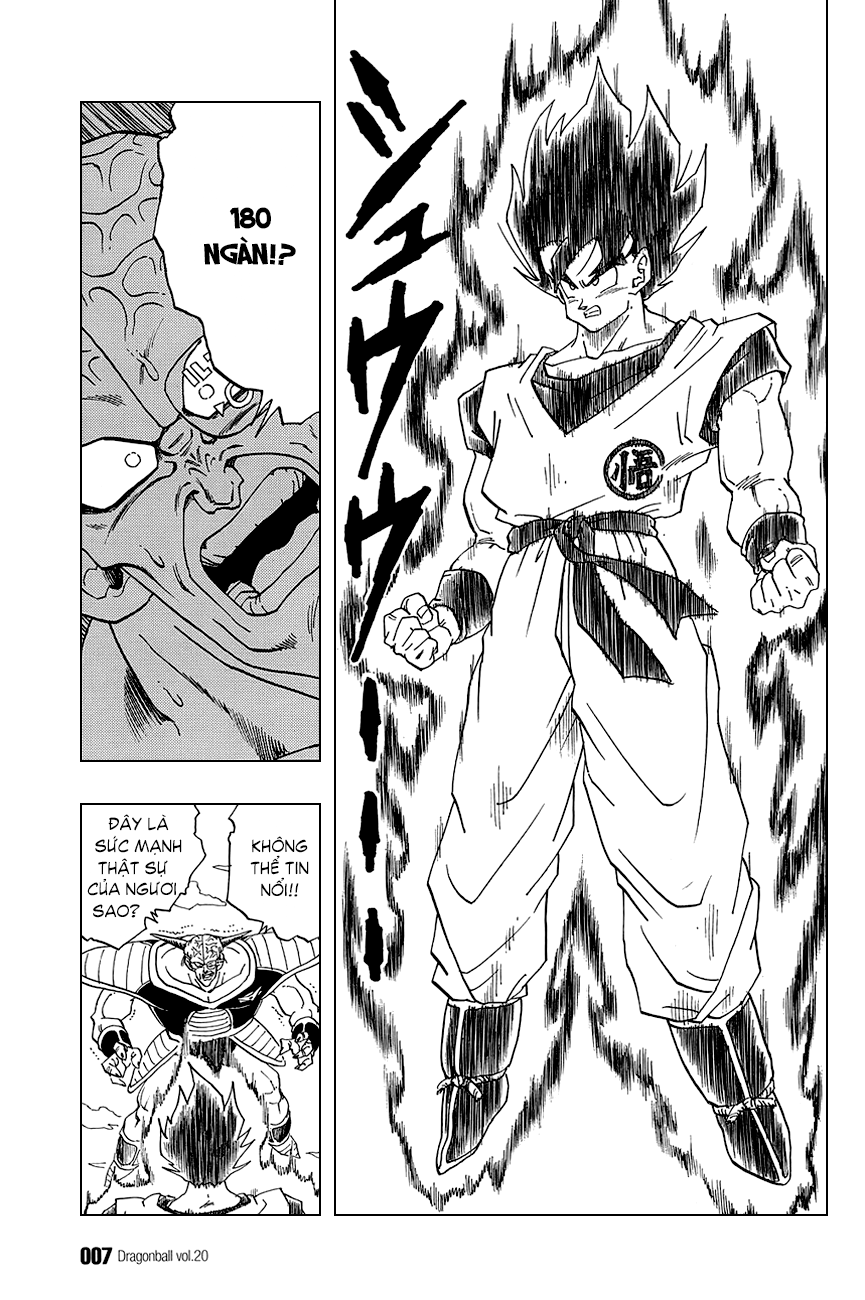 シュウウ
悟
180
NGÀN!?
KHÔNG
THỂ TIN
NỔI!!
ĐÂY LÀ
SỨC MẠNH
THẬT SỰ
CỦA NGƯƠI
SAO?
007 Dragonball vol.20